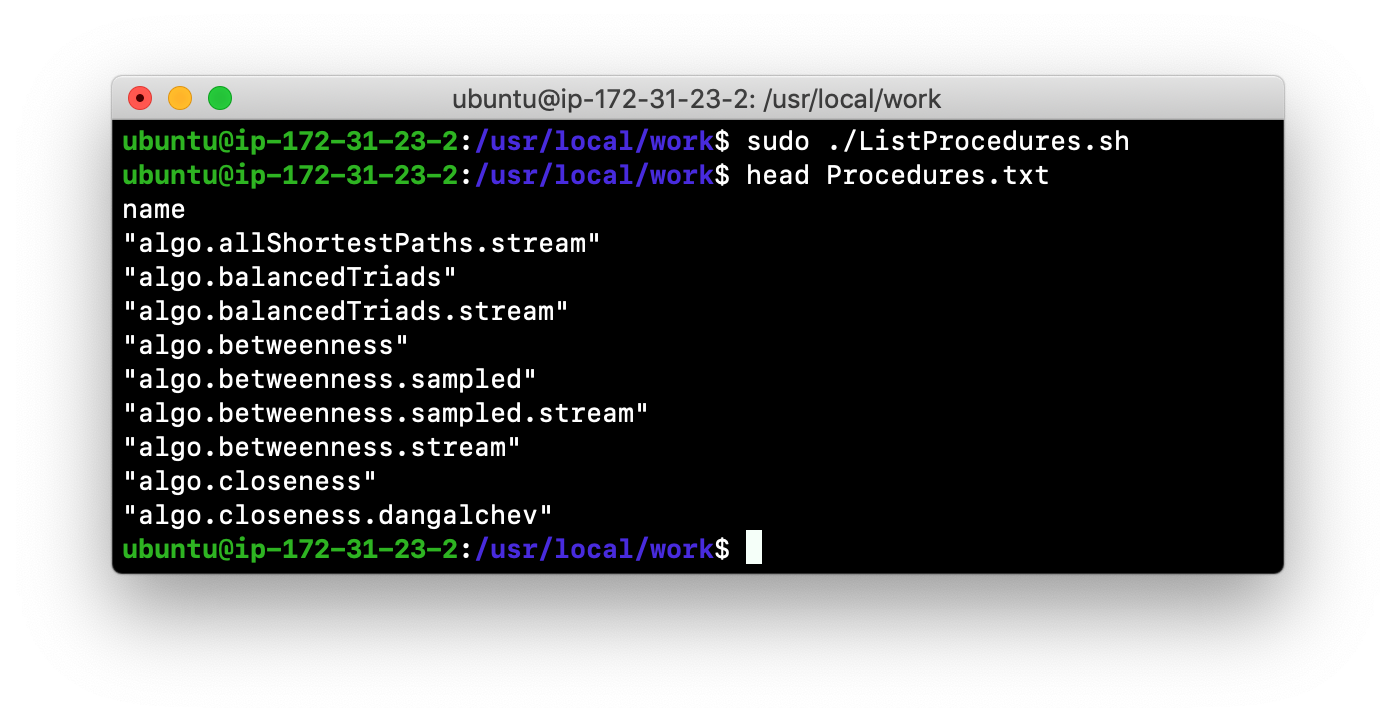 ubuntu@ip-172-31-23-2: /usr/local/work
ubuntu@ip-172-31-23-2:/usr/local/work$ sudo ./ListProcedures.sh
ubuntu@ip-172-31-23-2:/usr/local/work$ head Procedures.txt
name
"algo.allShortestPaths.stream"
"algo.balancedTriads"
"algo.balancedTriads.stream"
"algo.betweenness"
"algo.betweenness.sampled"
"algo.betweenness.sampled.stream"
"algo.betweenness.stream"
"algo.closeness"
"algo.closeness.dangalchev"
ubuntu@ip-172-31-23-2:/usr/local/work$